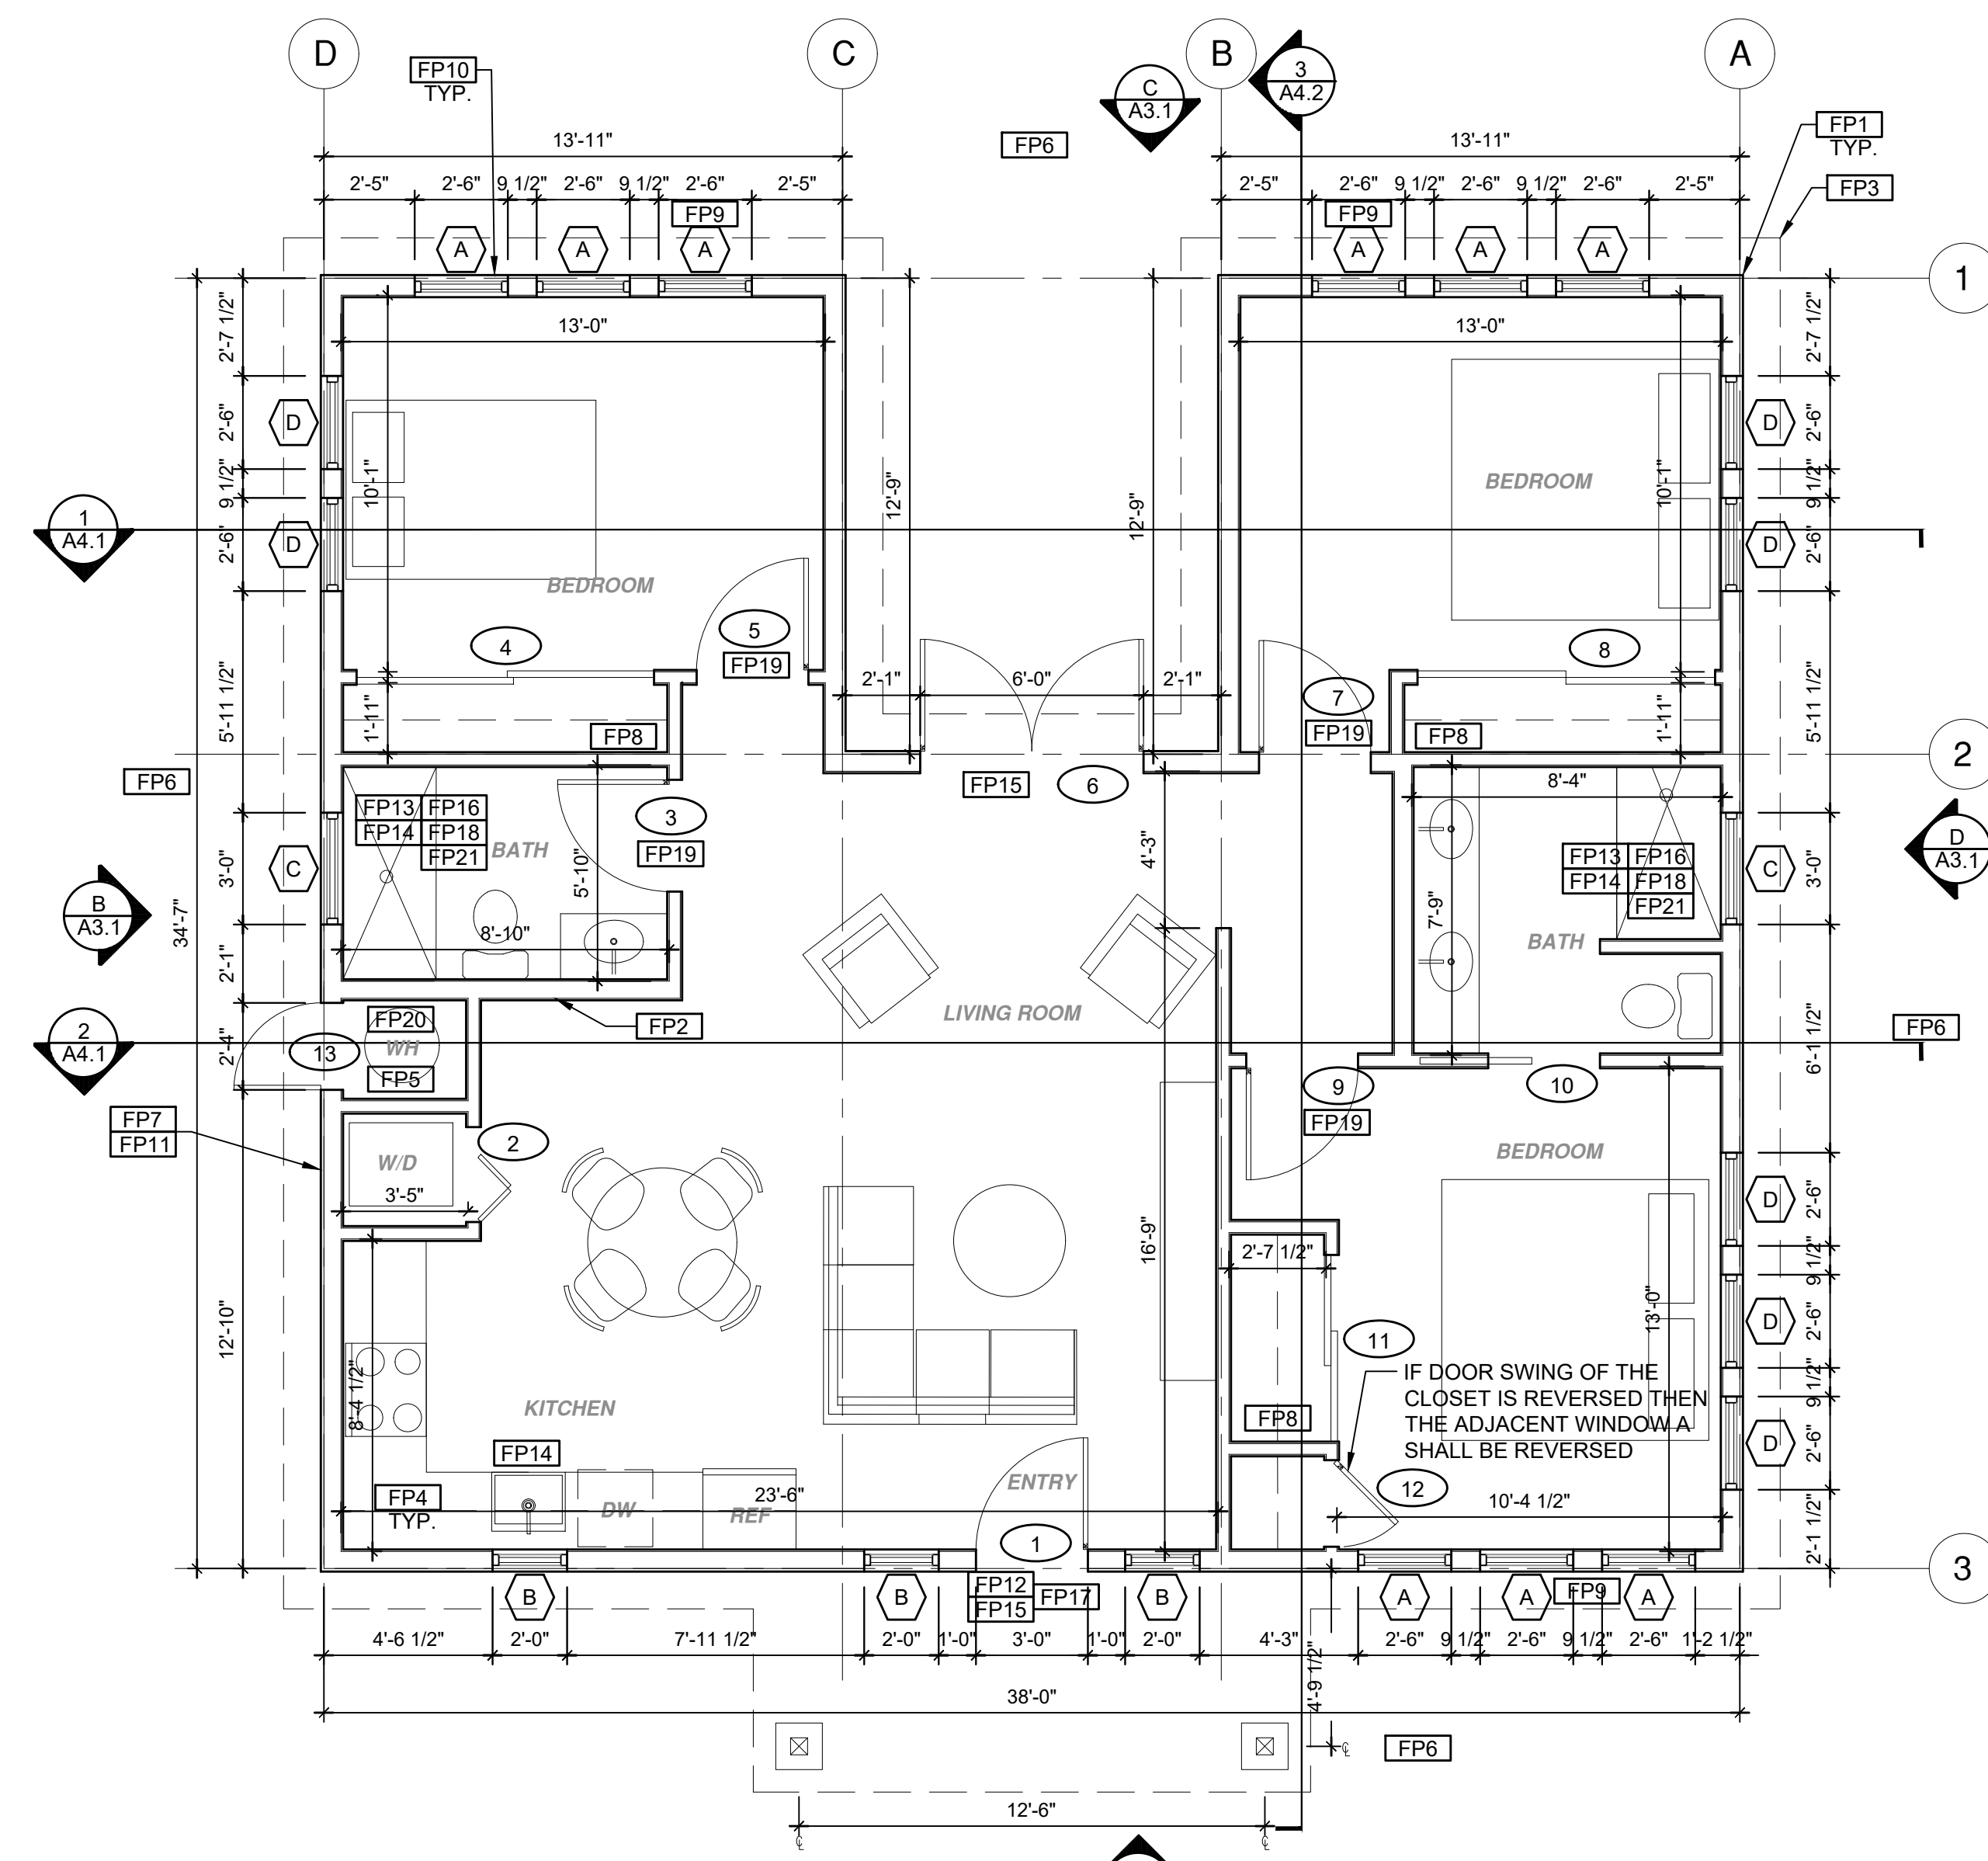 D
C
B
A
FP10
TYP.
C
A3.1
3
A4.2
FP6
FP1
TYP.
FP3
13'-11"
13'-11"
2'-5" 2'-6" 9 1/2" 2'-6" 9 1/2" 2'-6" 2'-5"
2'-5" 2'-6" 9 1/2" 2'-6" 9 1/2" 2'-6" 2'-5"
FP9
FP9
A A A
A A A
1
13'-0"
13'-0"
2'-7 1/2"
2'-6"
9 1/2"
2'-6"
5'-11 1/2"
3'-0"
2'-1"
2'-4"
12'-10"
34'-7"
D
D
C
10'-1"
BEDROOM
12'-9"
12'-9"
BEDROOM
10'-1"
D
D
C
2'-7 1/2"
2'-6"
9 1/2"
2'-6"
5'-11 1/2"
3'-0"
6'-1 1/2"
2'-6"
9 1/2"
2'-6"
9 1/2"
2'-6"
2'-11 1/2"
1
A4.1
4
5
FP19
2'-1" 6'-0" 2'-1"
7
FP19
8
1'-11"
FP8
FP8
1'-11"
2
FP6
FP15
6
FP13 FP16
FP14 FP18
FP21
BATH
5'-10"
8'-10"
3
FP19
4'-3"
8'-4"
7'-9"
FP13 FP16
FP14 FP18
FP21
BATH
D
A3.1
B
A3.1
LIVING ROOM
FP2
FP20
WH
FP5
13
2
A4.1
FP6
FP7
FP11
W/D
3'-5"
2
9
FP19
10
BEDROOM
D
D
D
16'-9"
2'-7 1/2"
13'-0"
11
IF DOOR SWING OF THE
CLOSET IS REVERSED THEN
THE ADJACENT WINDOW A
SHALL BE REVERSED
FP8
8'-4 1/2"
KITCHEN
FP14
FP4
TYP.
DW
REF
23'-6"
ENTRY
12
10'-4 1/2"
1
3
FP12
FP15
FP17
FP9
B B B A A A
4'-6 1/2" 2'-0" 7'-11 1/2" 2'-0" 1'-0" 3'-0" 1'-0" 2'-0" 4'-3" 2'-6" 9 1/2" 2'-6" 9 1/2" 2'-6" 1'-2 1/2"
4'-9 1/2"
38'-0"
FP6
12'-6"